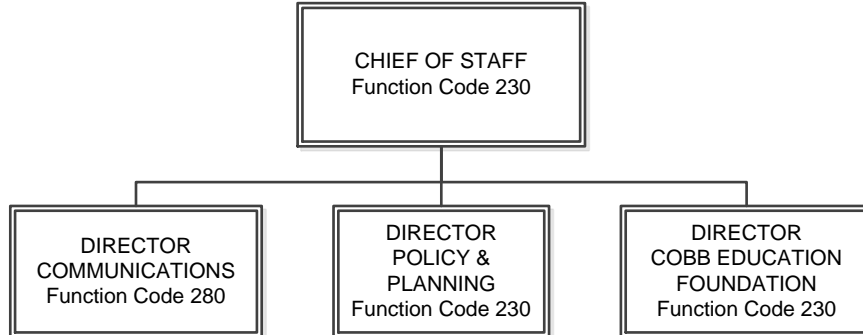 CHIEF OF STAFF
Function Code 230
DIRECTOR
COMMUNICATIONS
Function Code 280
DIRECTOR
POLICY &
PLANNING
Function Code 230
DIRECTOR
COBB EDUCATION
FOUNDATION
Function Code 230